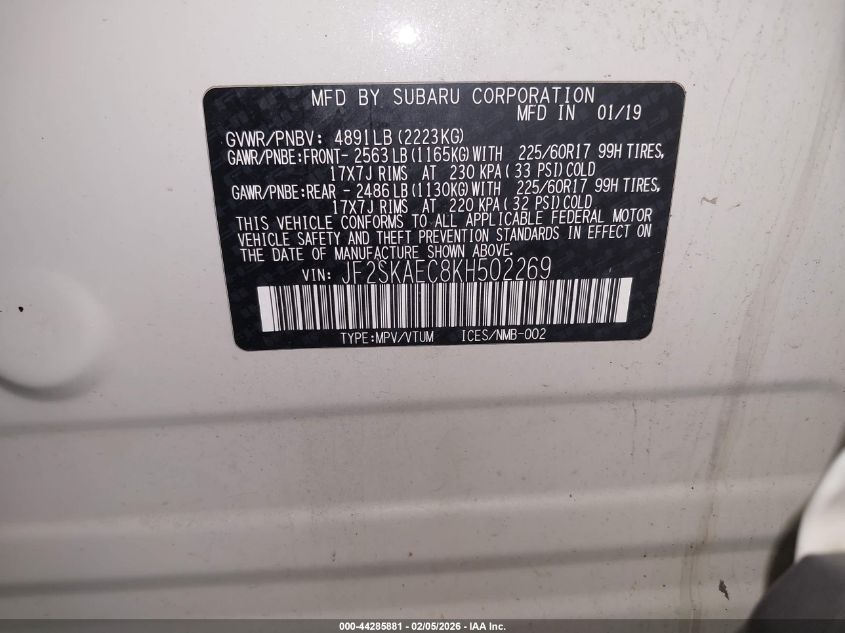 MFD BY SUBARU CORPORATION
MFD IN 01/19
GVWR/PNBV: 4891LB (2223KG)
GAWR/PNBE:FRONT- 2563 LB (1165KG) WITH 225/60R17 99H TIRES,
17X7J RIMS AT 230 KPA ( 33 PSI) COLD
GAWR/PNBE:REAR - 2486 LB (1130KG) WITH 225/60R17 99H TIRES,
17X7J RIMS AT 220 KPA ( 32 PSI) COLD
THIS VEHICLE CONFORMS TO ALL APPLICABLE FEDERAL MOTOR
VEHICLE SAFETY AND THEFT PREVENTION STANDARDS IN EFFECT ON
THE DATE OF MANUFACTURE SHOWN ABOVE.
VIN: JF2SKAEC8KH502269
TYPE:MPV/VTUM ICES/NMB-002
000-44285881 - 02/05/2026 - IAA Inc.